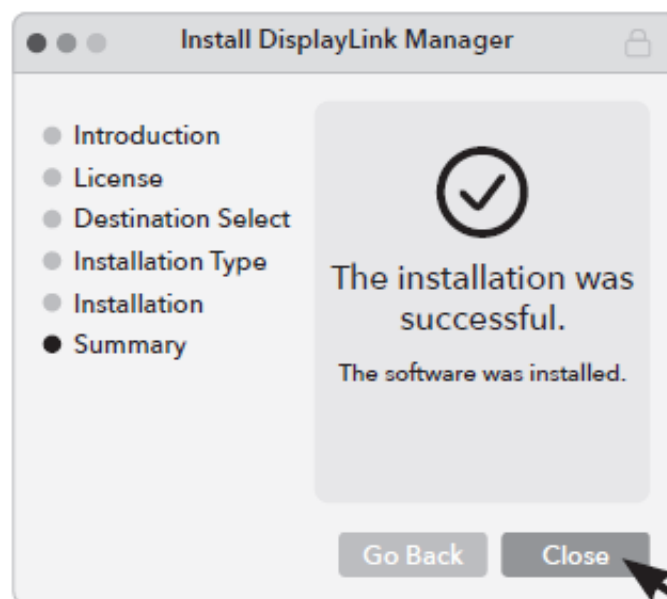 Install DisplayLink Manager
Introduction
License
Destination Select
Installation Type
Installation
Summary
The installation was
successful.
The software was installed.
Go Back
Close